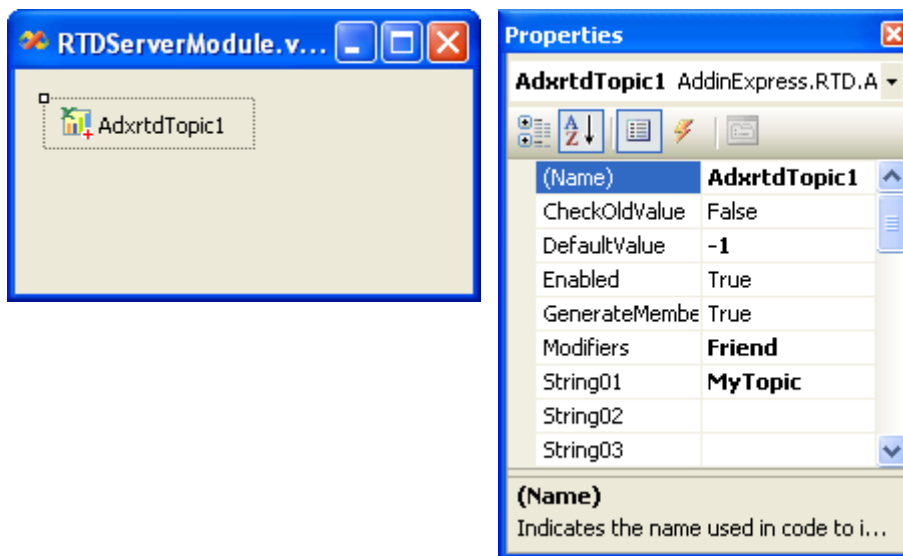 RTDServerModule.v...
AdxrtdTopic1
Properties
AdxrtdTopic1 AddinExpress.RTD.A
A
Z
(Name) AdxrtdTopic1
CheckOldValue False
DefaultValue -1
Enabled True
GenerateMembe True
Modifiers Friend
String01 MyTopic
String02
String03
(Name)
Indicates the name used in code to i...